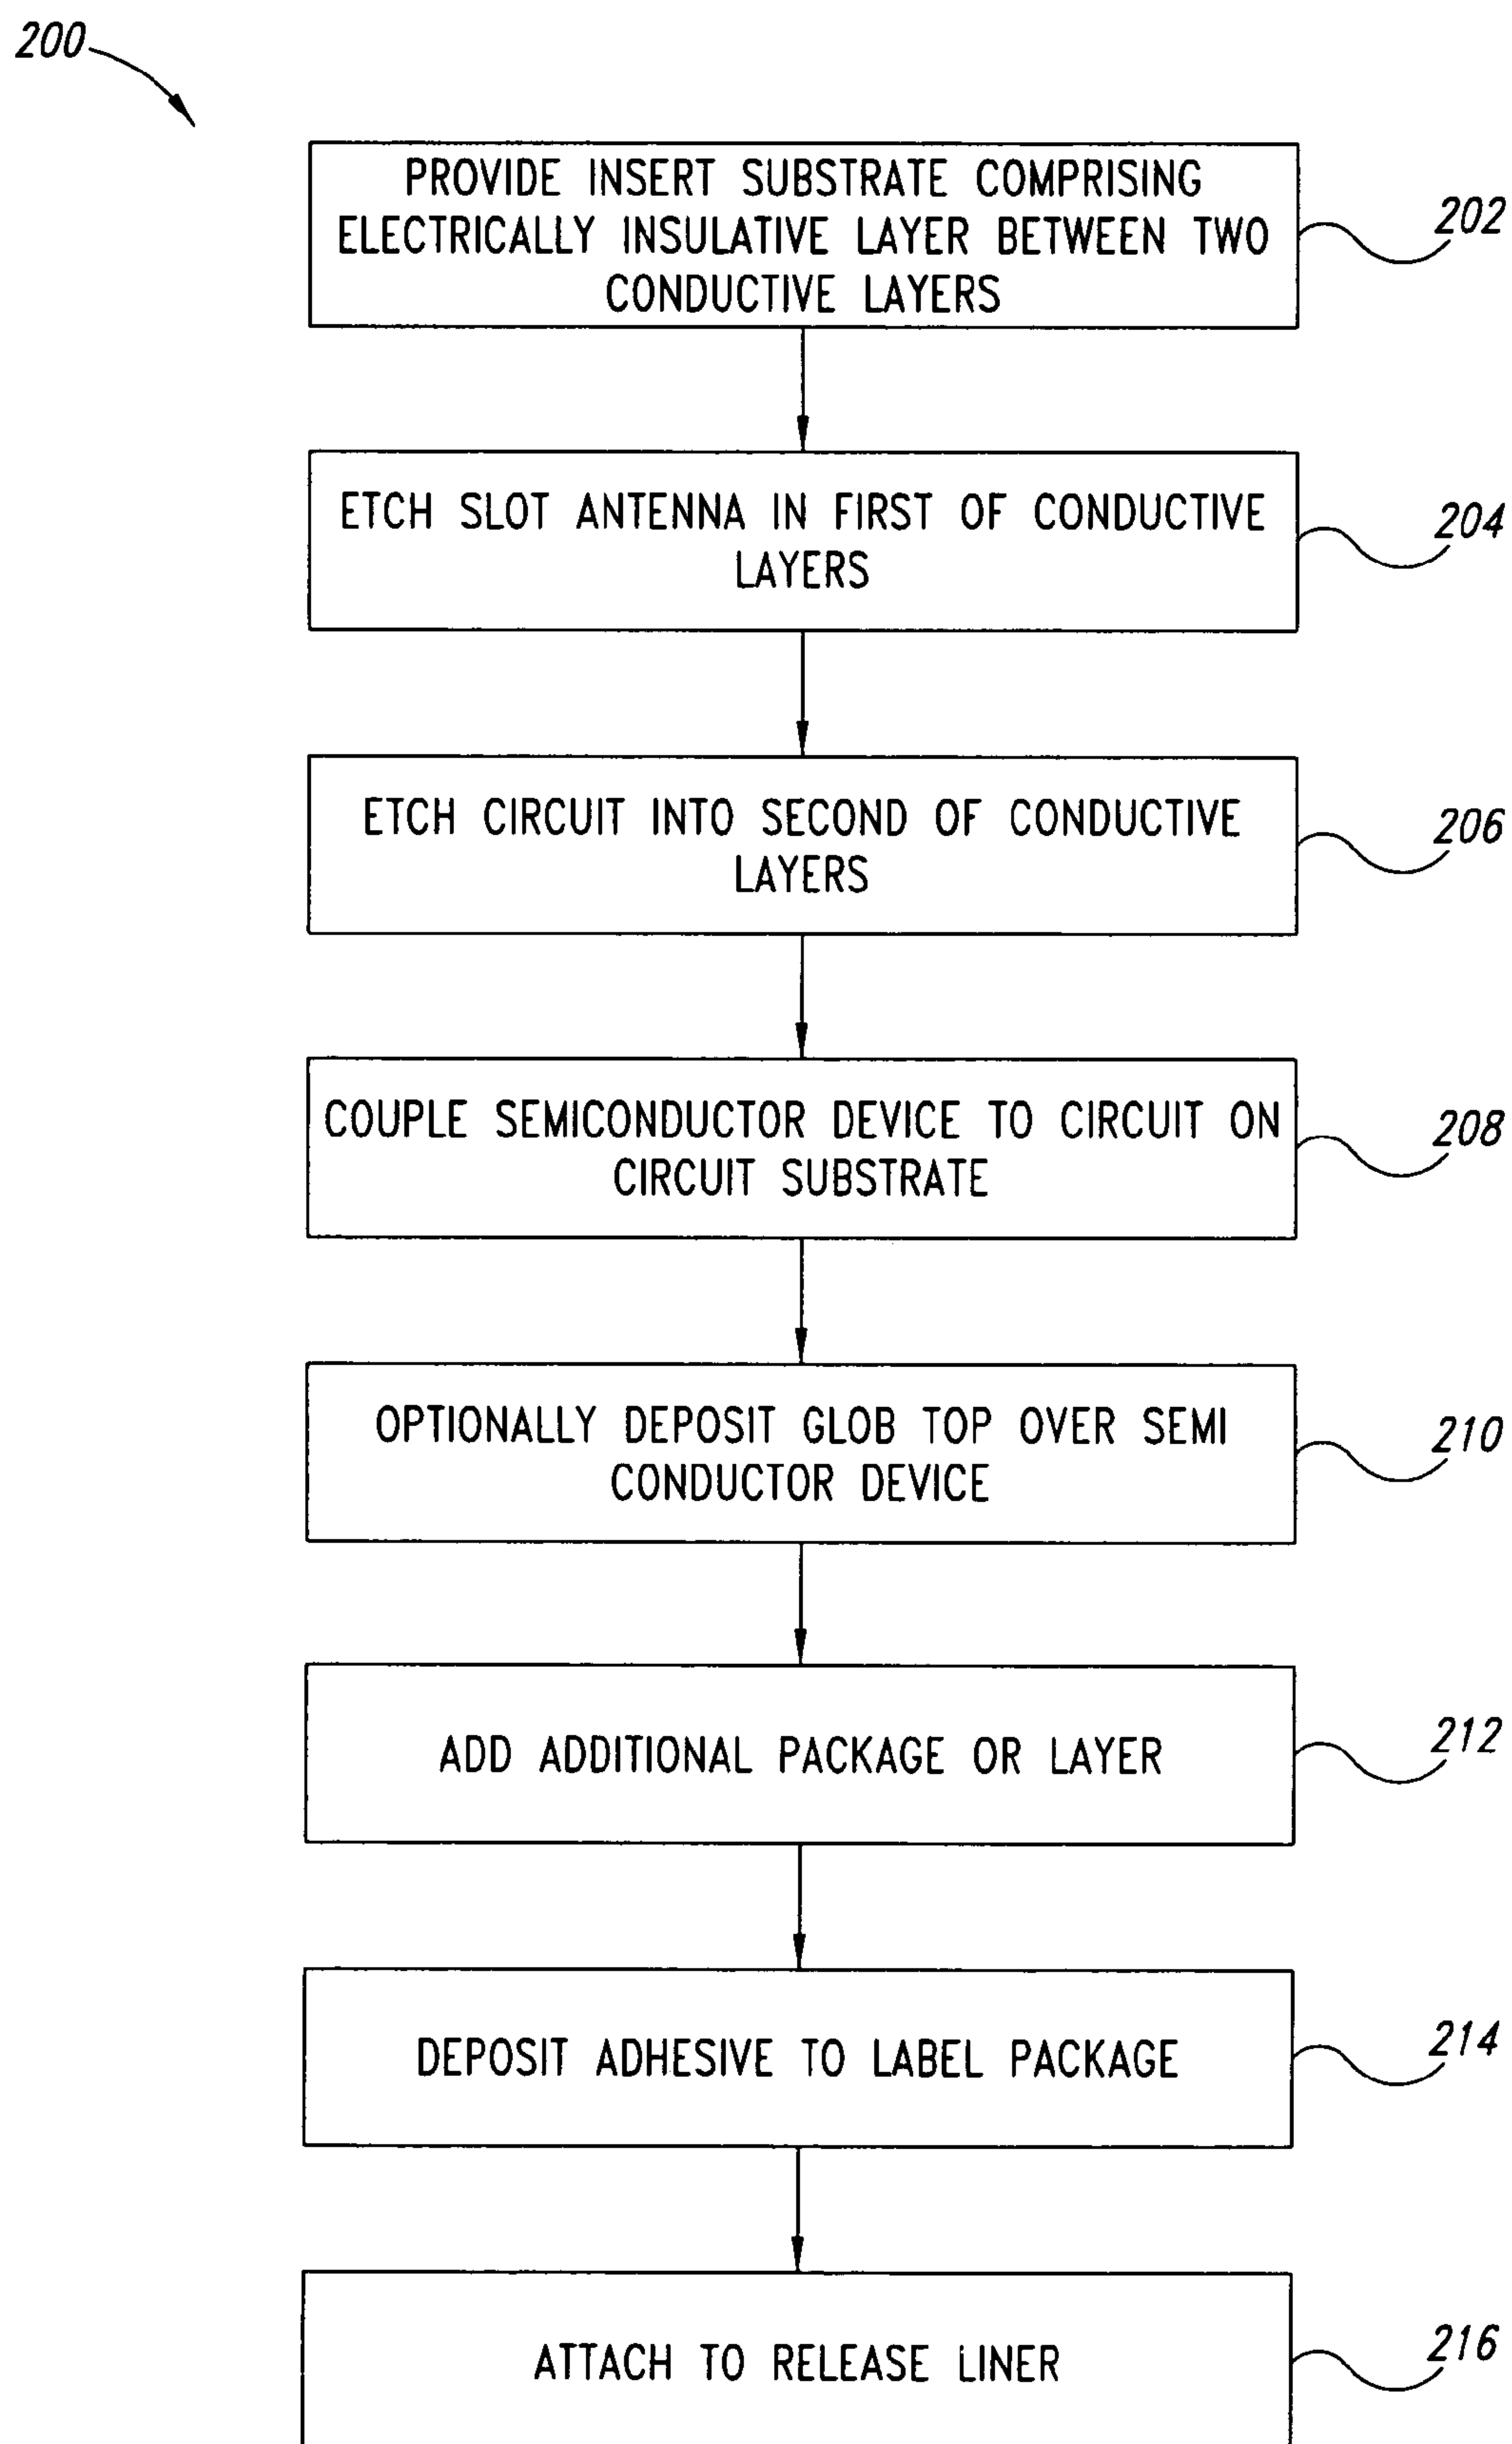 200
PROVIDE INSERT SUBSTRATE COMPRISING
ELECTRICALLY INSULATIVE LAYER BETWEEN TWO
CONDUCTIVE LAYERS
202
ETCH SLOT ANTENNA IN FIRST OF CONDUCTIVE
LAYERS
204
ETCH CIRCUIT INTO SECOND OF CONDUCTIVE
LAYERS
206
COUPLE SEMICONDUCTOR DEVICE TO CIRCUIT ON
CIRCUIT SUBSTRATE
208
OPTIONALLY DEPOSIT GLOB TOP OVER SEMI
CONDUCTOR DEVICE
210
ADD ADDITIONAL PACKAGE OR LAYER
212
DEPOSIT ADHESIVE TO LABEL PACKAGE
214
ATTACH TO RELEASE LINER
216